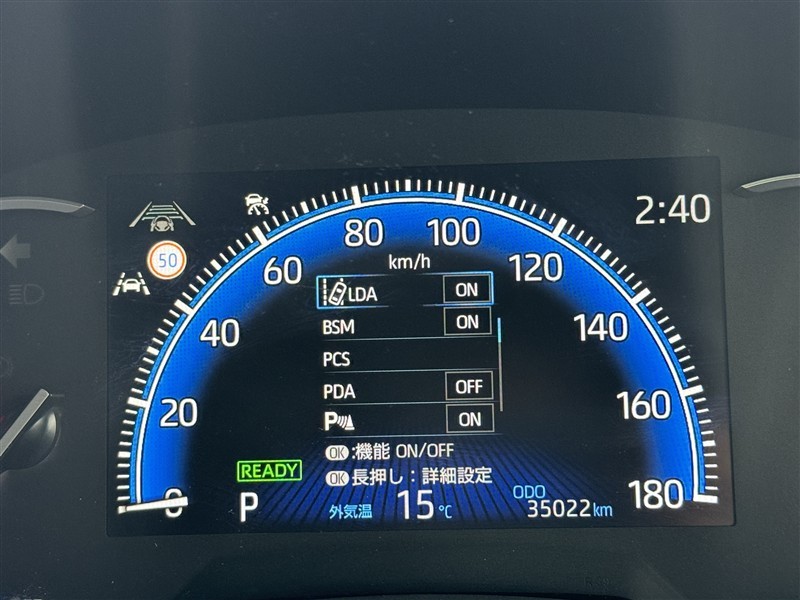 2:40
50
0
20
40
60
80
100
120
140
160
180
km/h
LDA ON
BSM ON
PCS
PDA OFF
P ON
OK:機能 ON/OFF
OK長押し:詳細設定
READY
P
外気温 15℃
ODO
35022 km